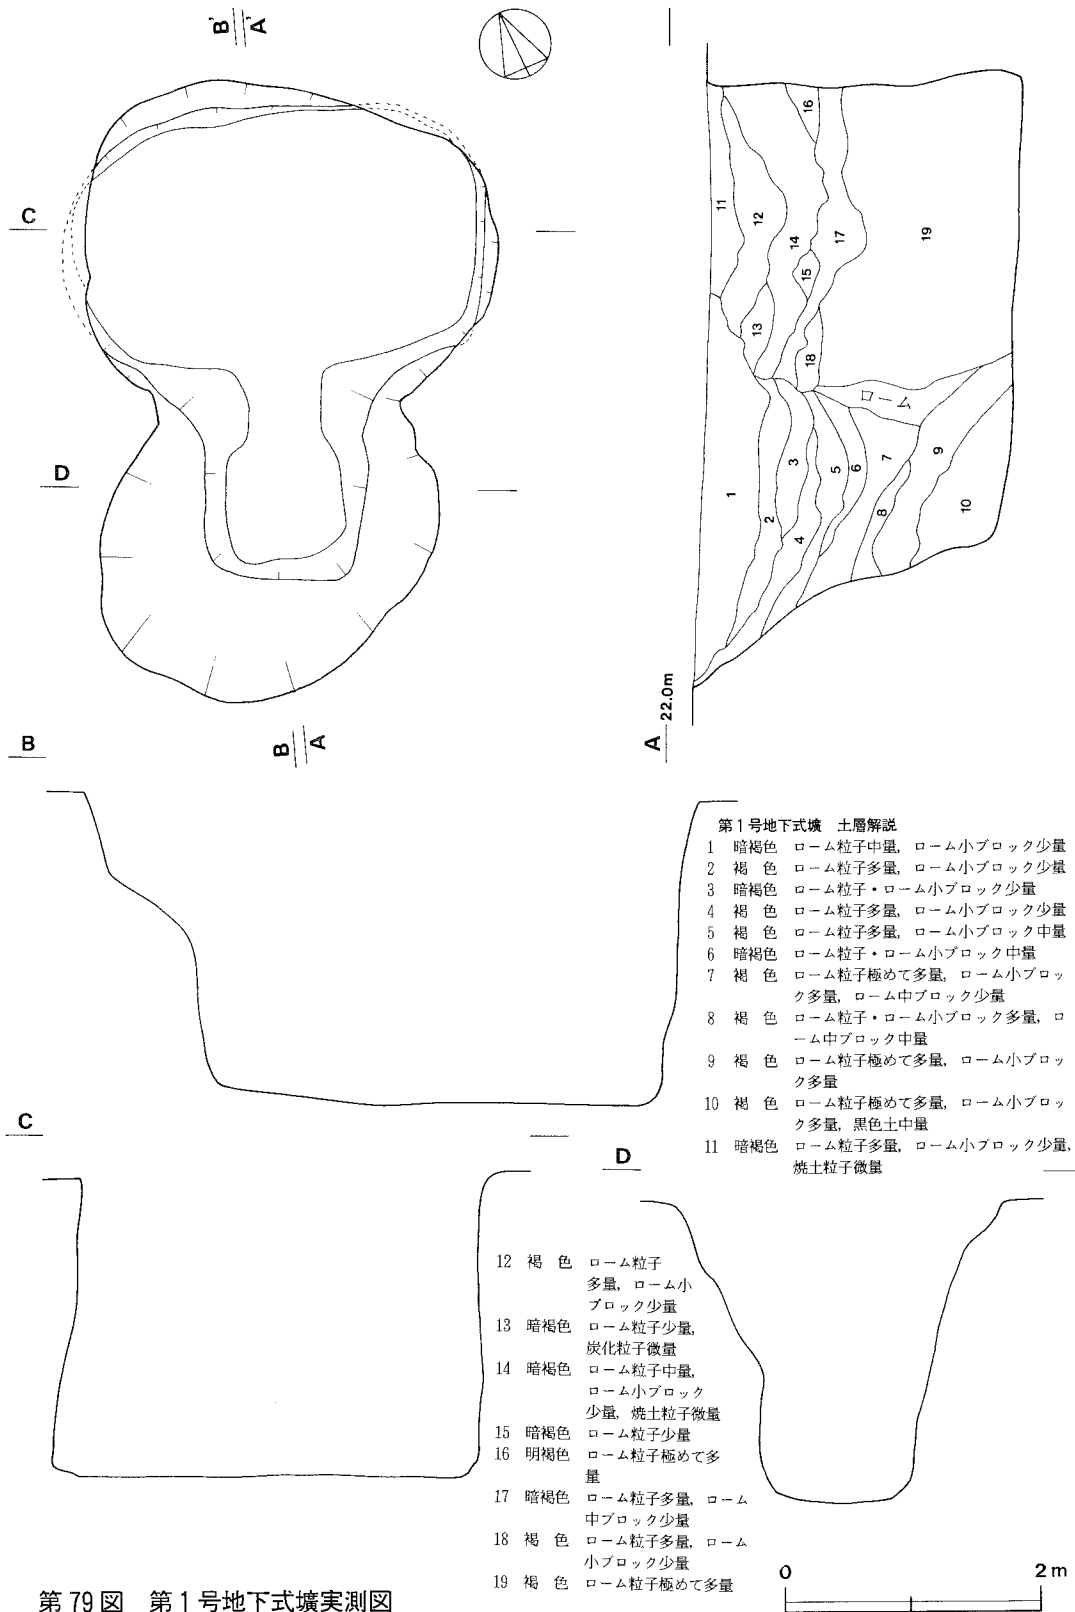 B' A'
C
D
B A
A 22.0m
11
12
16
14
17
19
15
13
18
ローム
1
2
3
4
5
6
7
8
9
10
B
第1号地下式壙 土層解説
1 暗褐色 ローム粒子中量，ローム小ブロック少量
2 褐 色 ローム粒子多量，ローム小ブロック少量
3 暗褐色 ローム粒子・ローム小ブロック少量
4 褐 色 ローム粒子多量，ローム小ブロック少量
5 褐 色 ローム粒子多量，ローム小ブロック中量
6 暗褐色 ローム粒子・ローム小ブロック中量
7 褐 色 ローム粒子極めて多量，ローム小ブロッ
ク多量，ローム中ブロック少量
8 褐 色 ローム粒子・ローム小ブロック多量，ロ
ーム中ブロック中量
9 褐 色 ローム粒子極めて多量，ローム小ブロッ
ク多量
10 褐 色 ローム粒子極めて多量，ローム小ブロッ
ク多量，黒色土中量
11 暗褐色 ローム粒子多量，ローム小ブロック少量，
焼土粒子微量
C
D
12 褐 色 ローム粒子
多量，ローム小
ブロック少量
13 暗褐色 ローム粒子少量，
炭化粒子微量
14 暗褐色 ローム粒子中量，
ローム小ブロック
少量，焼土粒子微量
15 暗褐色 ローム粒子少量
16 明褐色 ローム粒子極めて多
量
17 暗褐色 ローム粒子多量，ローム
中ブロック少量
18 褐 色 ローム粒子多量，ローム
小ブロック少量
19 褐 色 ローム粒子極めて多量
0 2m
第79図 第1号地下式壙実測図